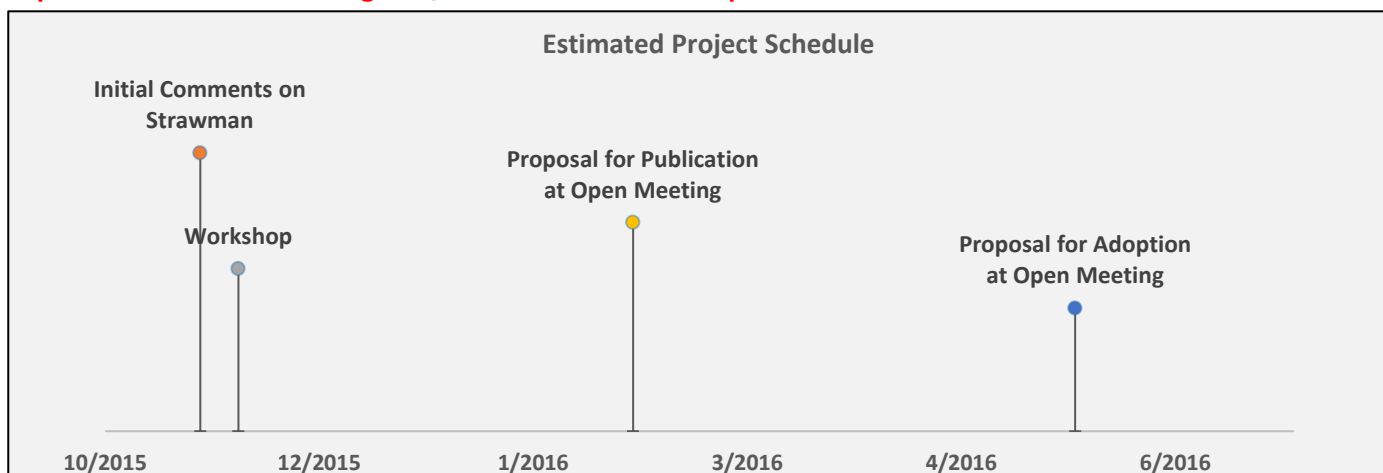 Estimated Project Schedule
Initial Comments on
Strawman
Proposal for Publication
at Open Meeting
Workshop
Proposal for Adoption
at Open Meeting
10/2015 12/2015 1/2016 3/2016 4/2016 6/2016